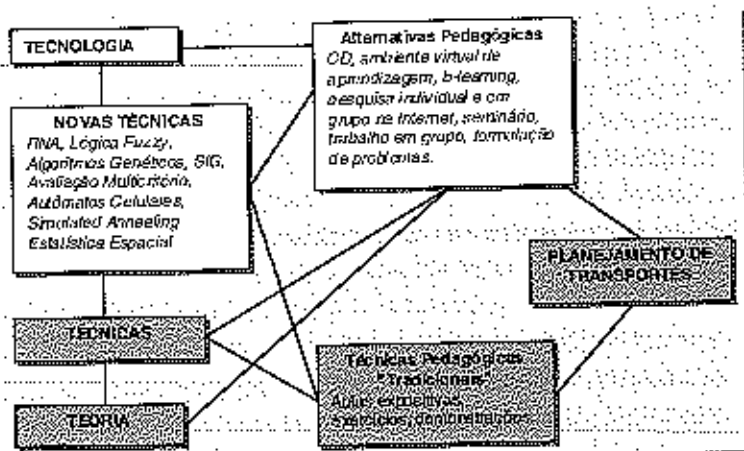 TECNOLOGIA
Alternativas Pedagógicas
CD, ambiente virtual de
aprendizagem, b-learning,
pesquisa individual e em
grupo na Internet, seminário,
trabalho em grupo, formulação
de problemas.
NOVAS TÉCNICAS
RNA, Lógica Fuzzy,
Algoritmos Genéticos, SIG,
Avaliação Multicritério,
Autômatos Celulares,
Simulated Anneeling
Estatística Espacial
PLANEJAMENTO DE
TRANSPORTES
TÉCNICAS
Técnicas Pedagógicas
"Tradicionais"
Aulas expositivas,
exercícios, demonstrações
TEORIA